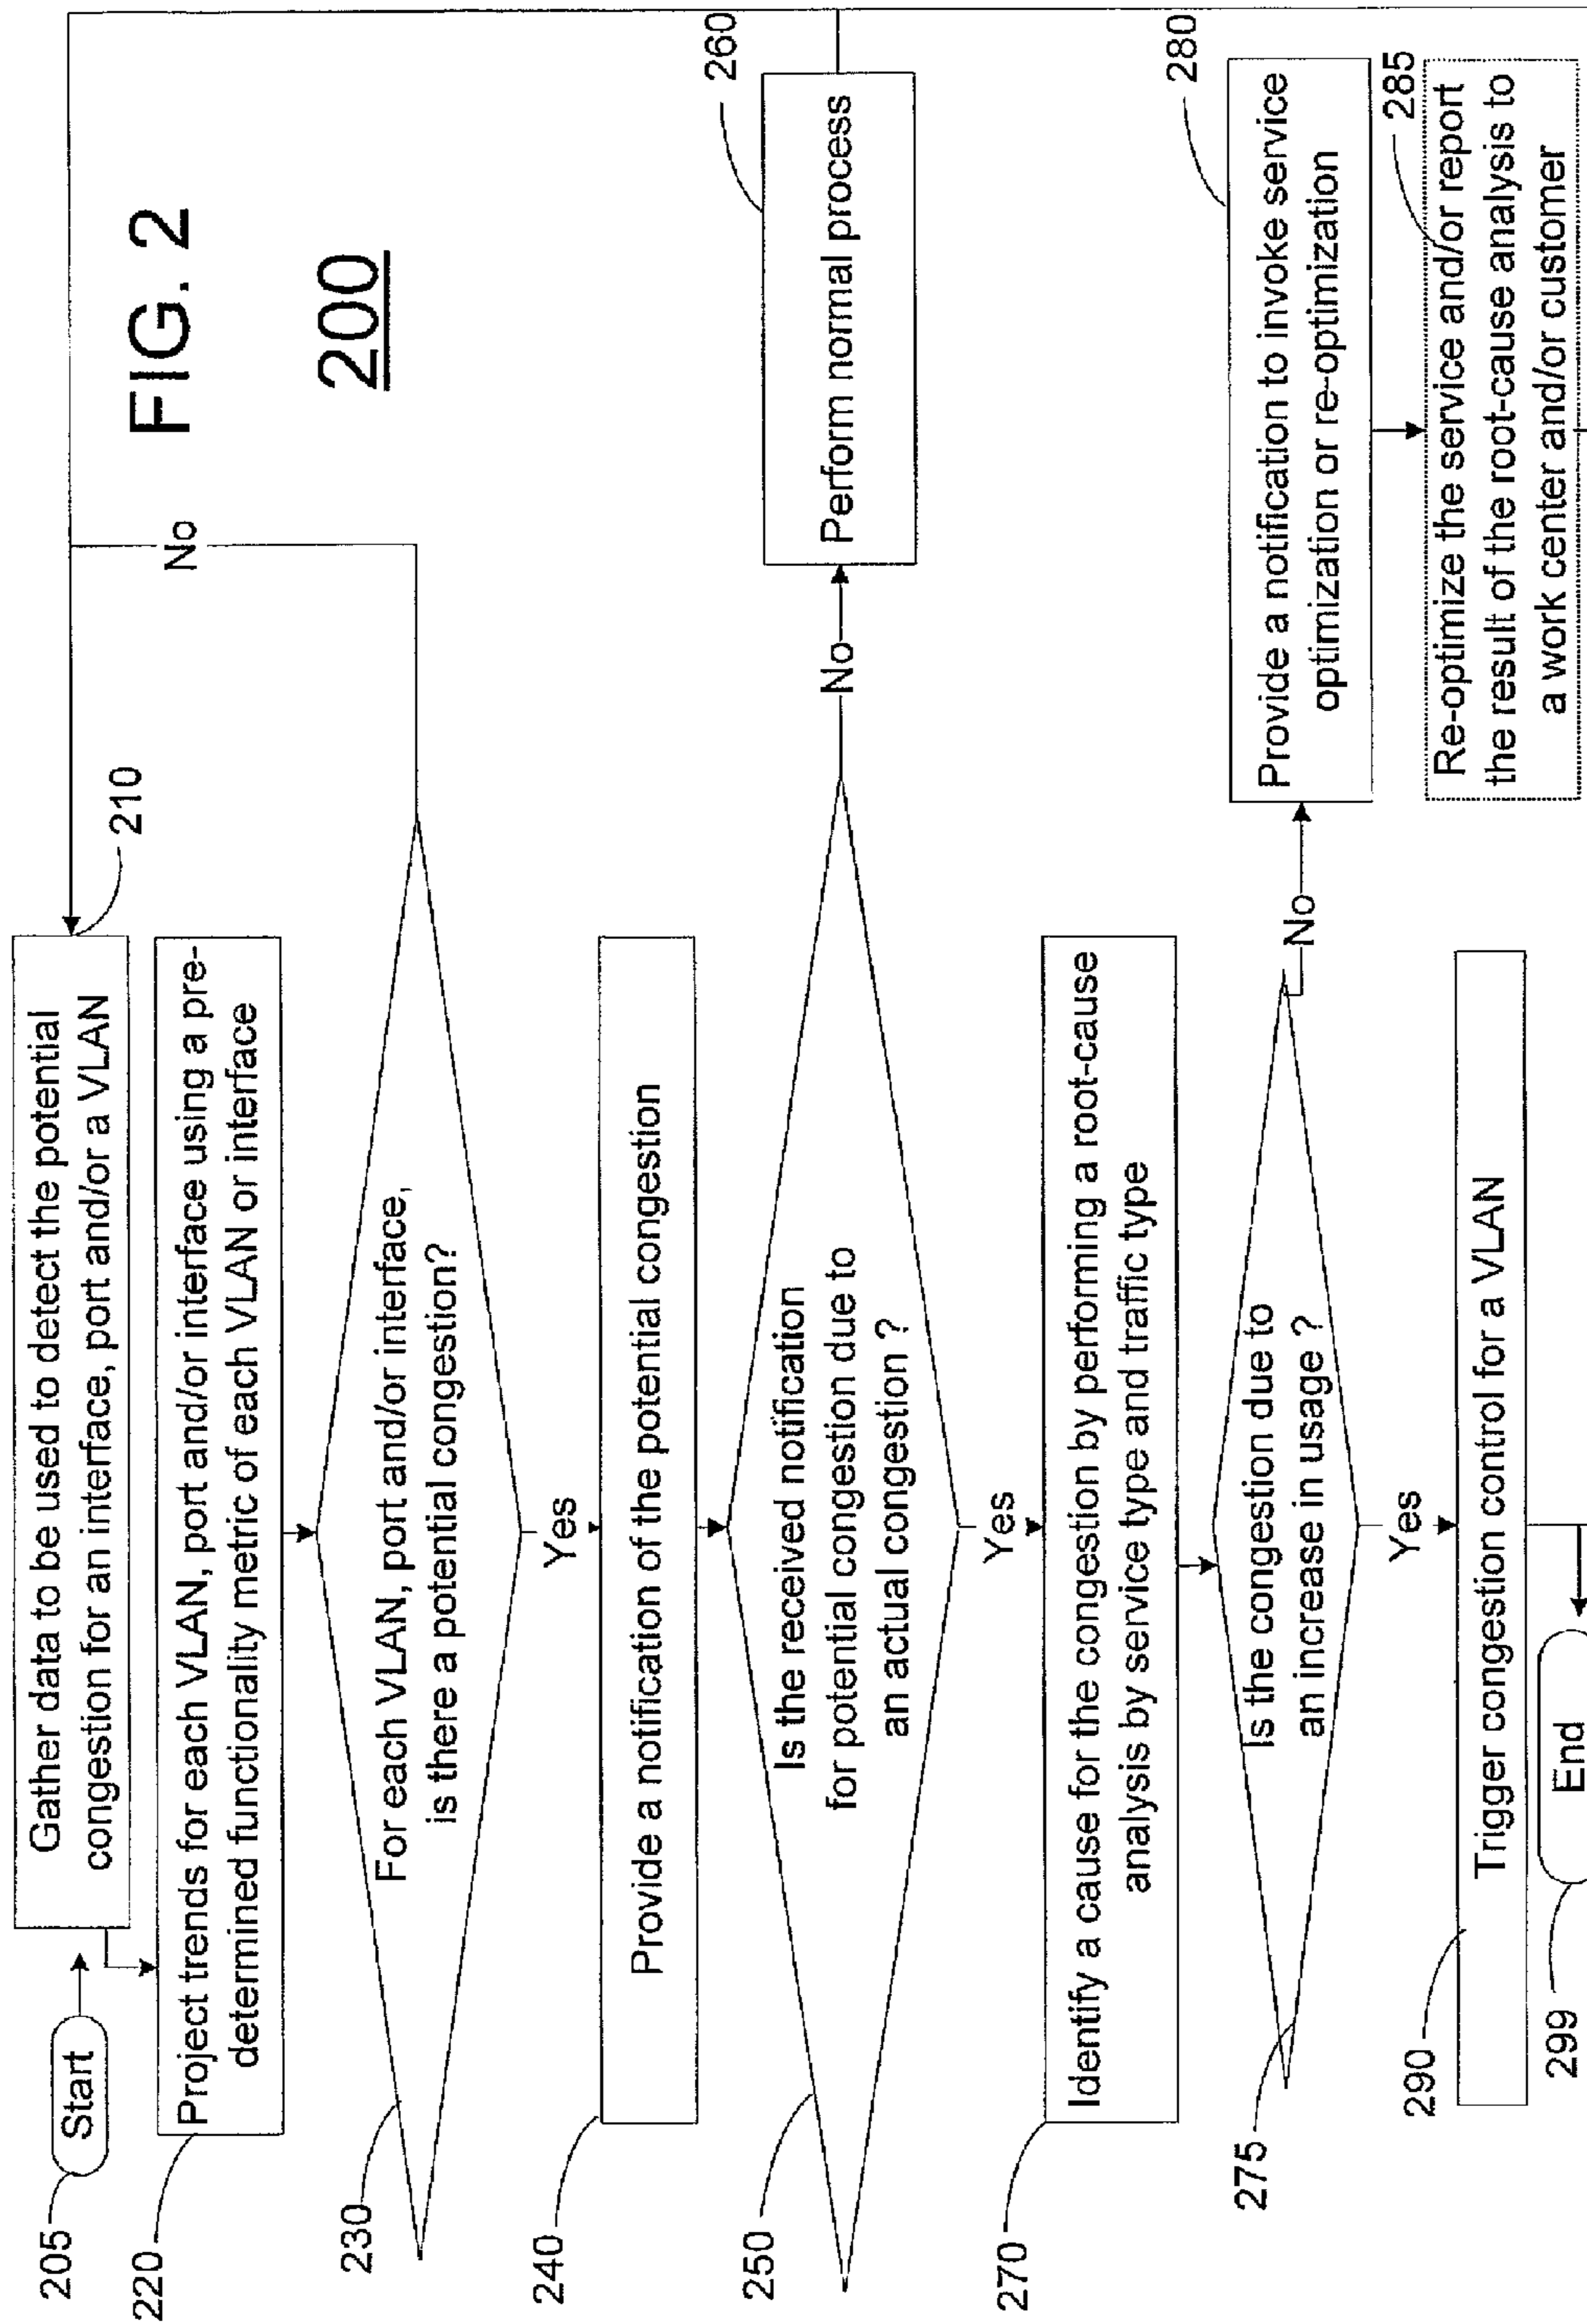 FIG. 2
200
205
Start
Gather data to be used to detect the potential
congestion for an interface, port and/or a VLAN
210
220
Project trends for each VLAN, port and/or interface using a pre-
determined functionality metric of each VLAN or interface
230
For each VLAN, port and/or interface,
is there a potential congestion?
No
Yes
240
Provide a notification of the potential congestion
250
Is the received notification
for potential congestion due to
an actual congestion ?
No
Perform normal process
260
Yes
270
Identify a cause for the congestion by performing a root-cause
analysis by service type and traffic type
275
Is the congestion due to
an increase in usage ?
No
Provide a notification to invoke service
optimization or re-optimization
280
Re-optimize the service and/or report
the result of the root-cause analysis to
a work center and/or customer
285
Yes
290
Trigger congestion control for a VLAN
299
End